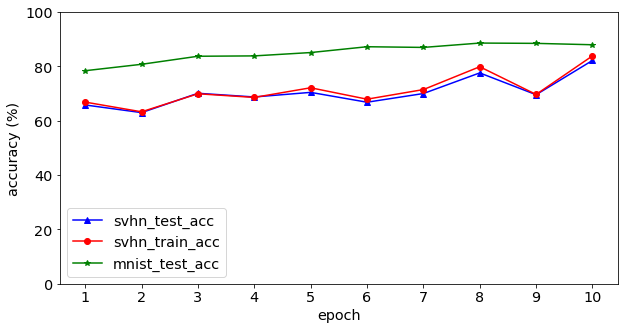 100
80
60
40
20
0
accuracy (%)
svhn_test_acc
svhn_train_acc
mnist_test_acc
1 2 3 4 5 6 7 8 9 10
epoch